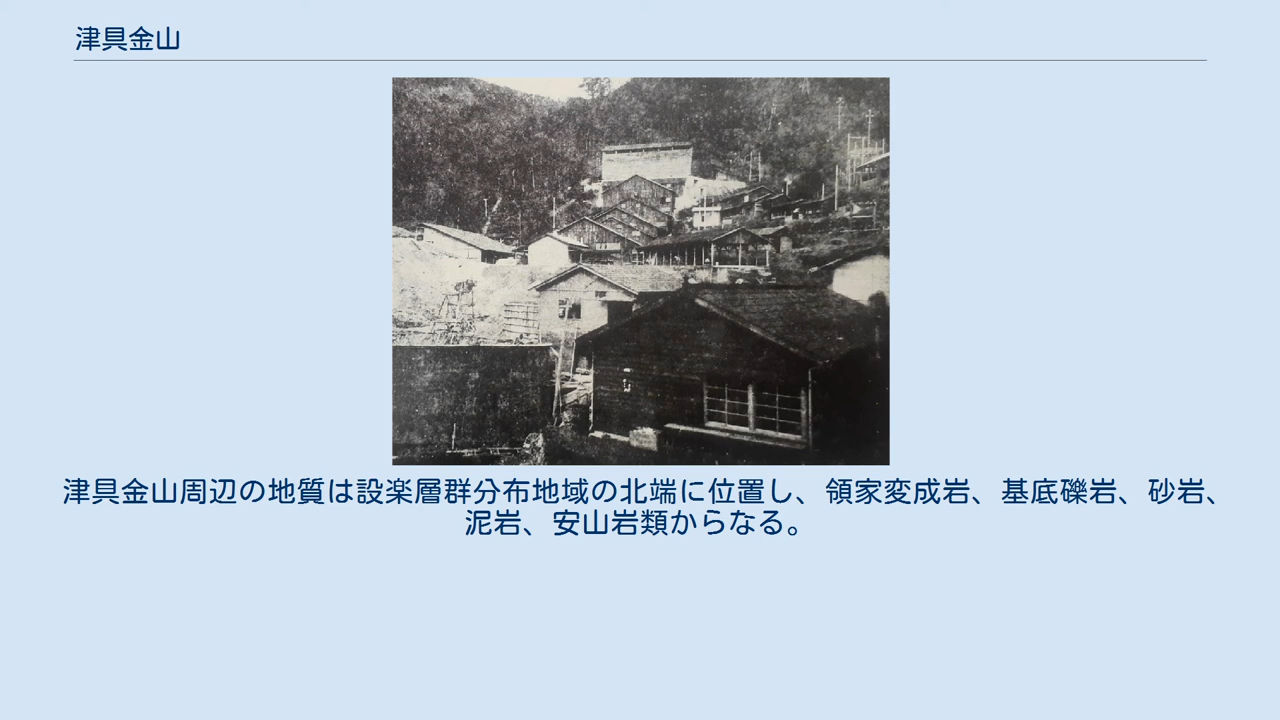 津具金山
津具金山周辺の地質は設楽層群分布地域の北端に位置し、領家変成岩、基底礫岩、砂岩、
泥岩、安山岩類からなる。